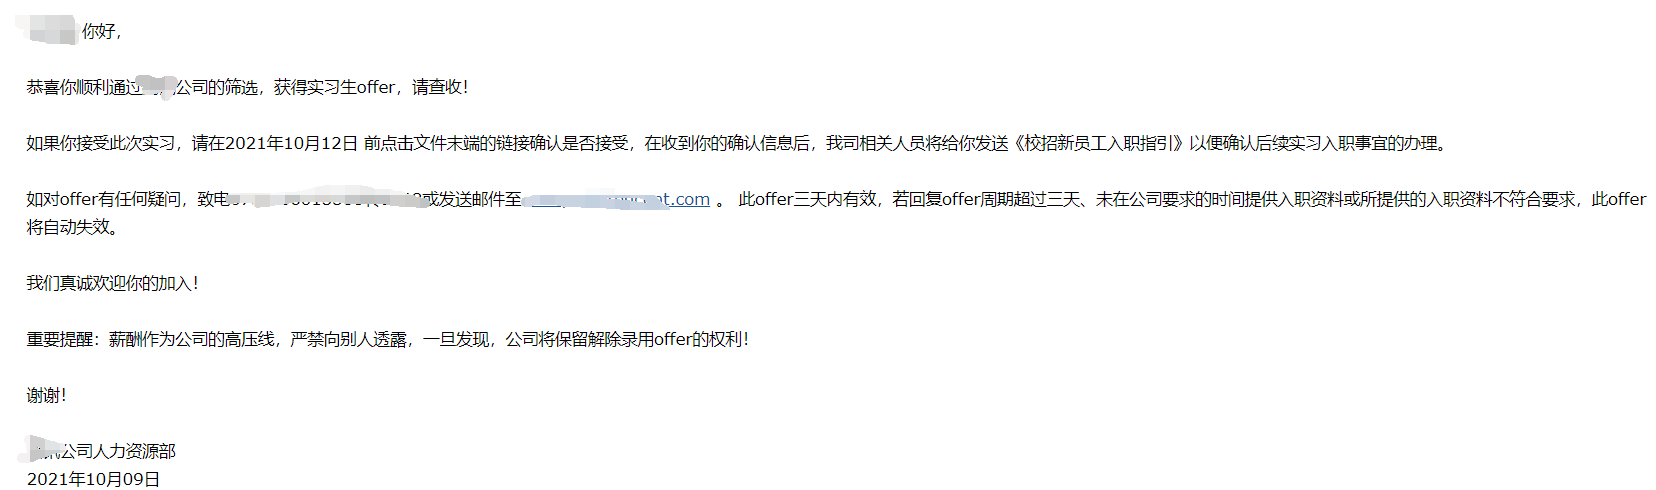 你好，
恭喜你顺利通过公司的筛选，获得实习生offer，请查收！
如果你接受此次实习，请在2021年10月12日 前点击文件末端的链接确认是否接受，在收到你的确认信息后，我司相关人员将给你发送《校招新员工入职指引》以便确认后续实习入职事宜的办理。
如对offer有任何疑问，致电或发送邮件至.com 。 此offer三天内有效，若回复offer周期超过三天、未在公司要求的时间提供入职资料或所提供的入职资料不符合要求，此offer
将自动失效。
我们真诚欢迎你的加入！
重要提醒：薪酬作为公司的高压线，严禁向别人透露，一旦发现，公司将保留解除录用offer的权利！
谢谢！
公司人力资源部
2021年10月09日